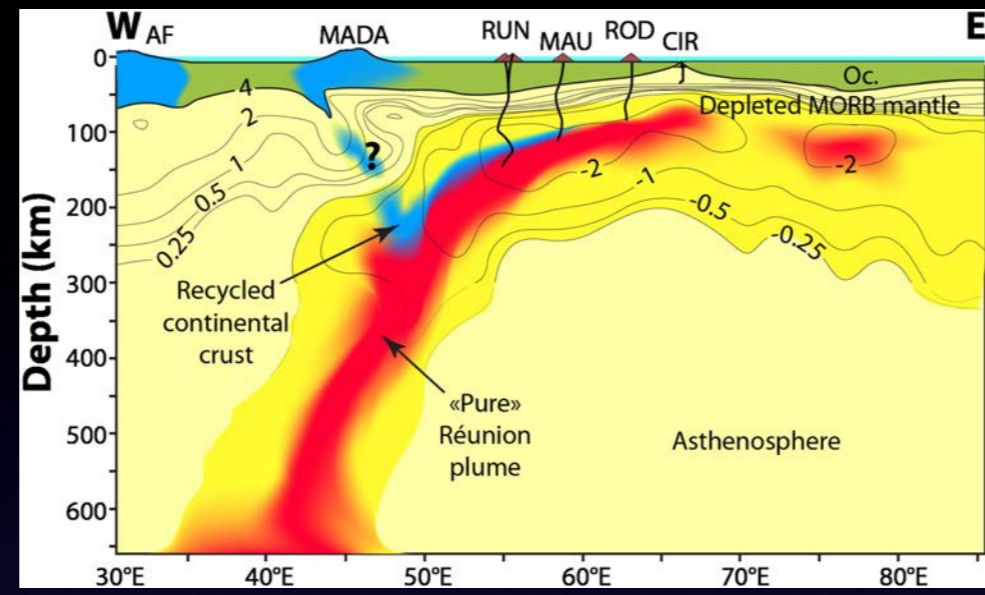 W AF MADA RUN MAU ROD CIR E
0
4
Oc.
2
Depleted MORB mantle
100
?
1
-2
-1
-2
0.5
200
-0.5
0.25
-0.25
Recycled
continental
crust
300
400
«Pure»
Réunion
plume
Asthenosphere
500
600
Depth (km)
30°E 40°E 50°E 60°E 70°E 80°E